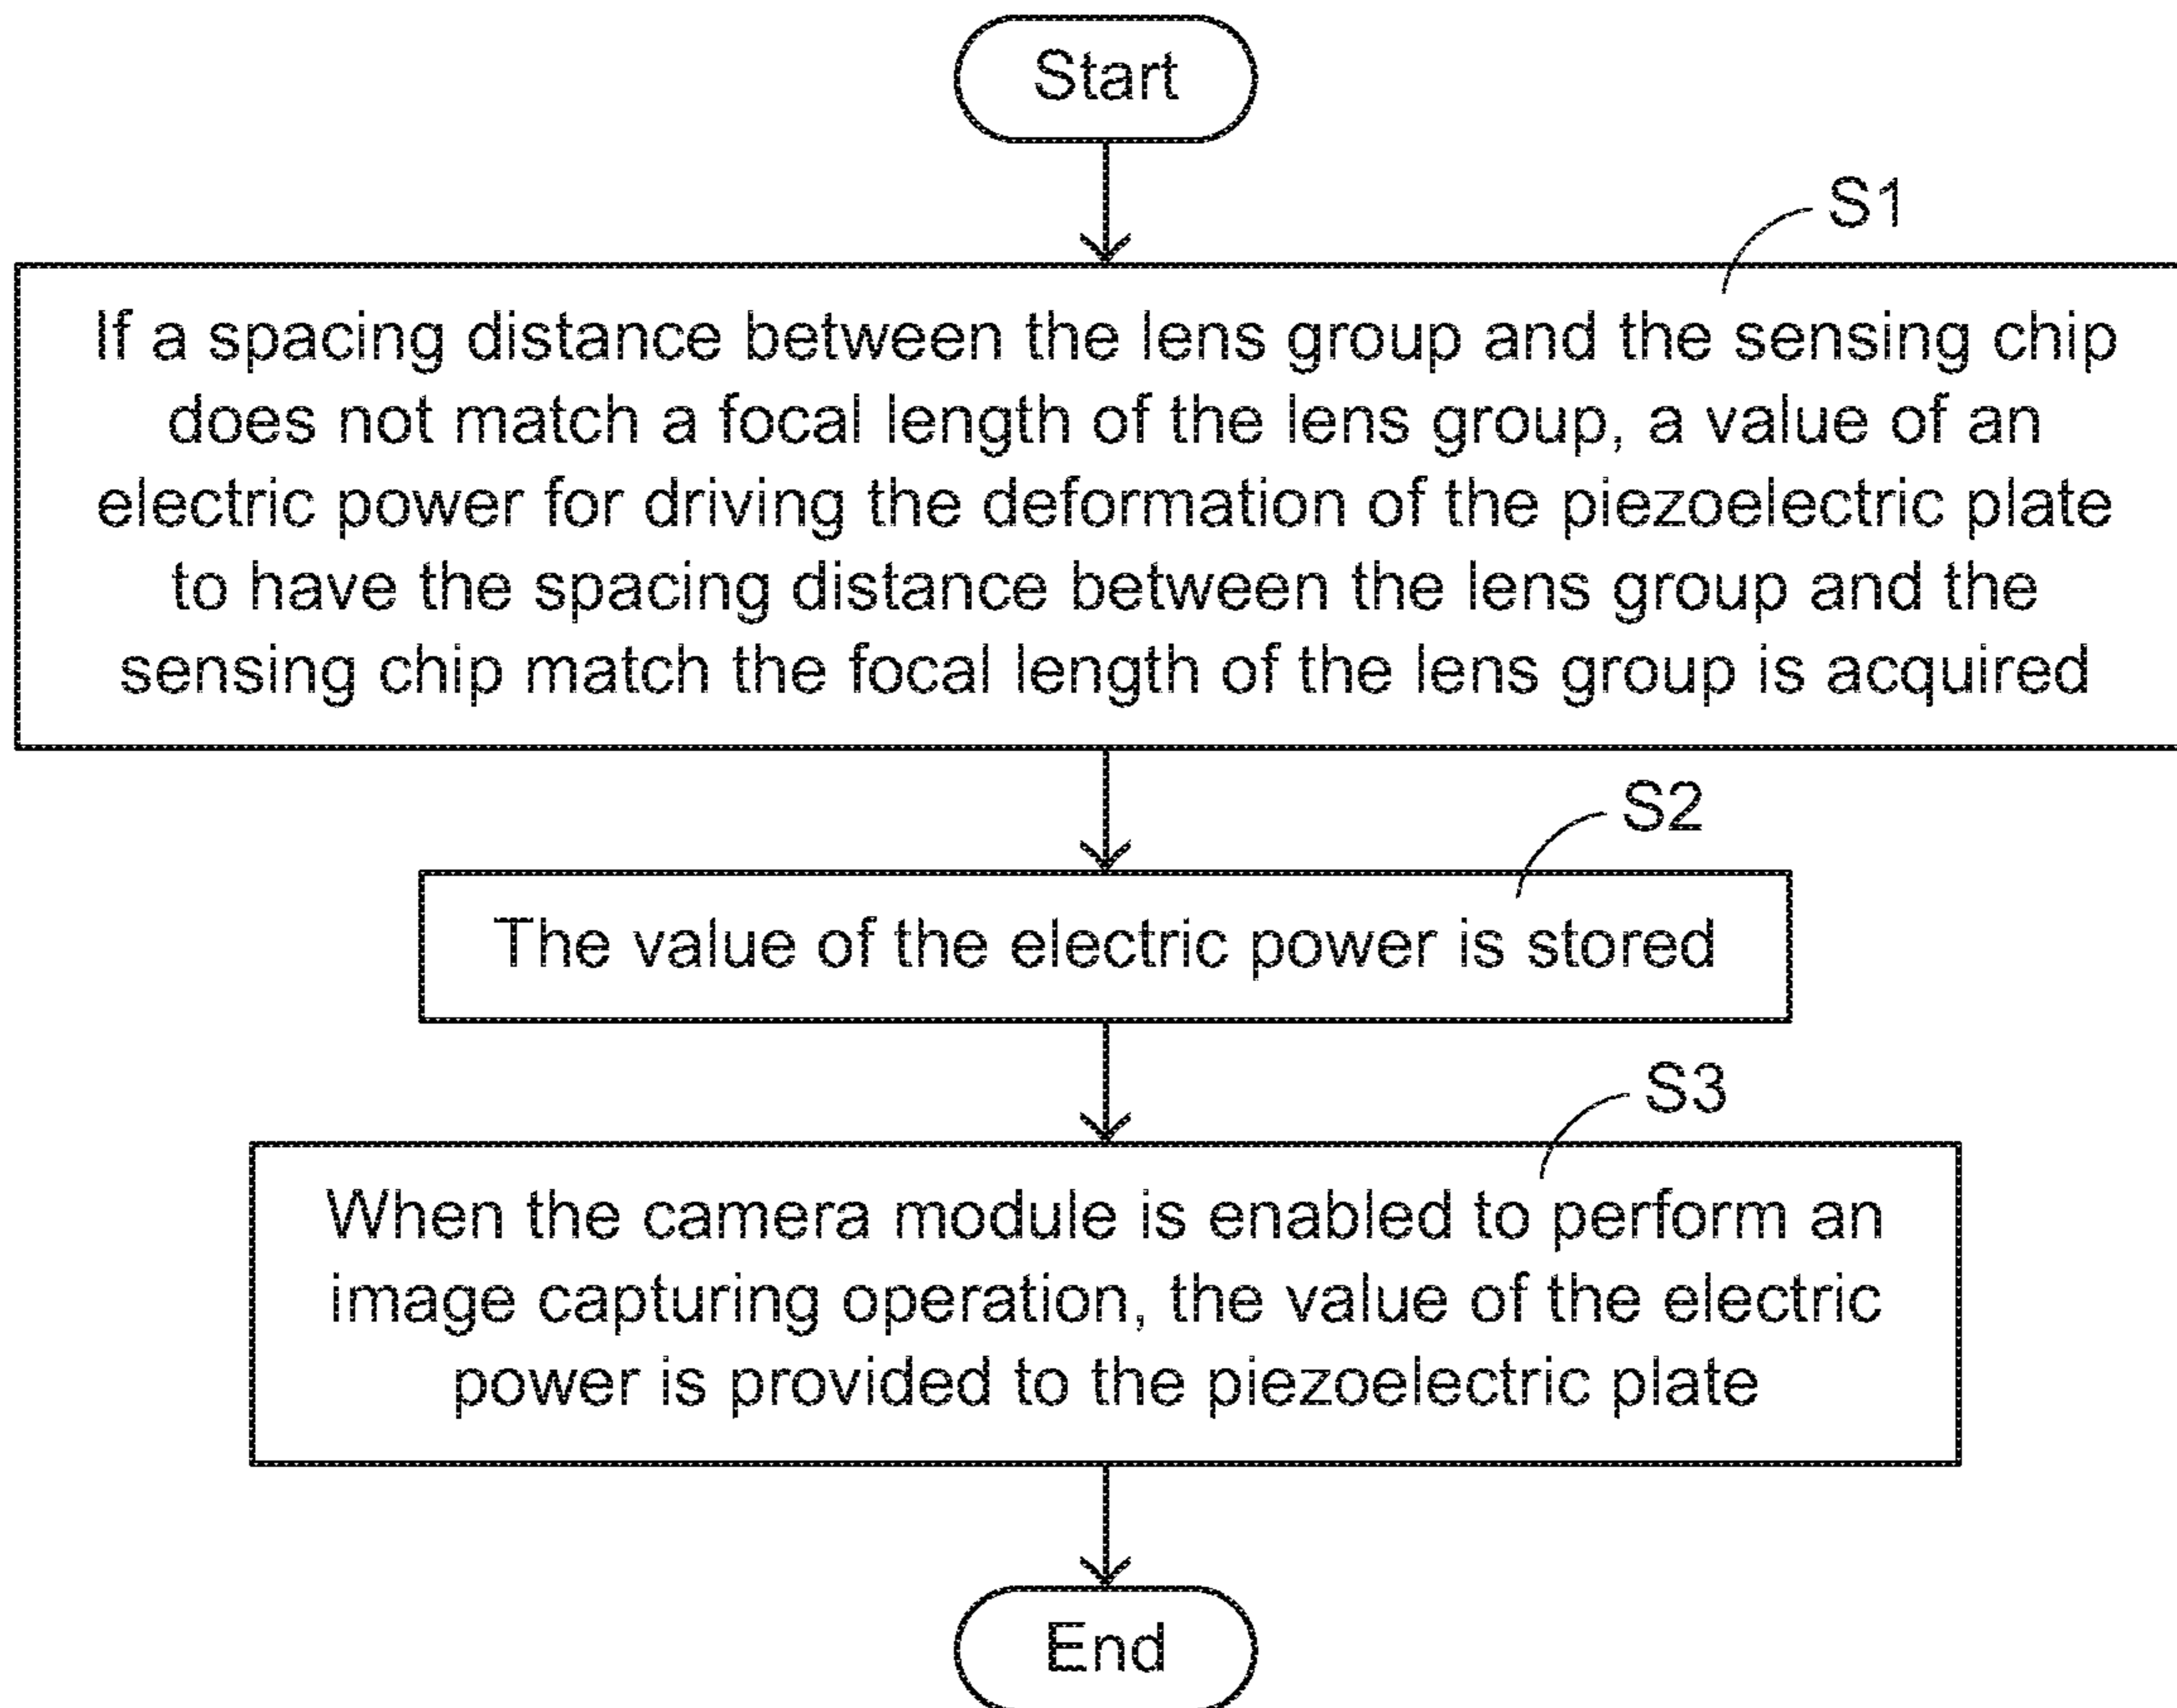 Start
S1
If a spacing distance between the lens group and the sensing chip
does not match a focal length of the lens group, a value of an
electric power for driving the deformation of the piezoelectric plate
to have the spacing distance between the lens group and the
sensing chip match the focal length of the lens group is acquired
S2
The value of the electric power is stored
S3
When the camera module is enabled to perform an
image capturing operation, the value of the electric
power is provided to the piezoelectric plate
End